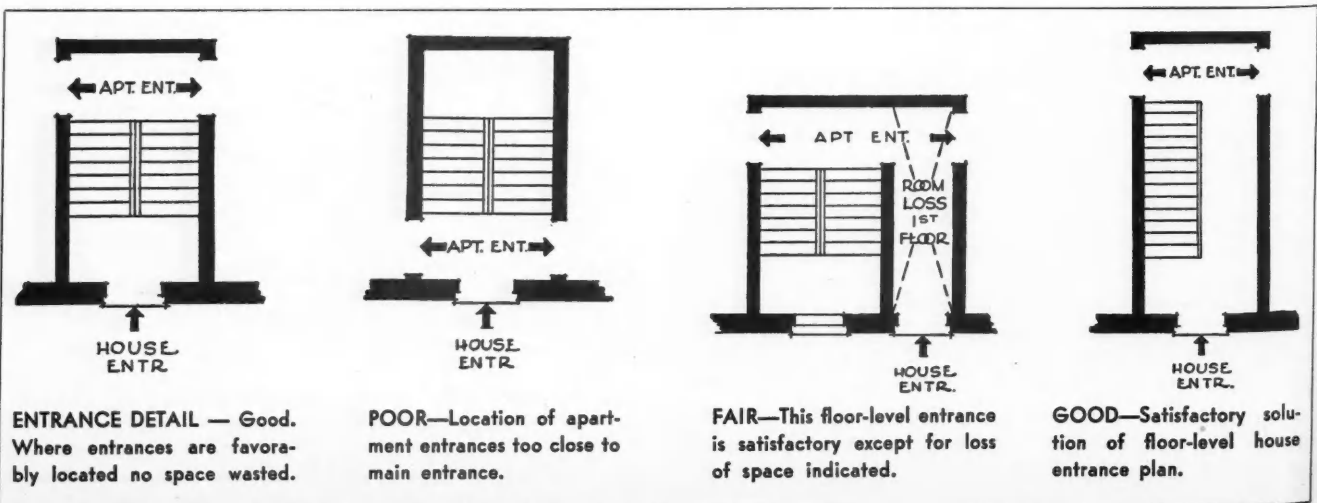 APT. ENT.
HOUSE
ENTR
ENTRANCE DETAIL — Good.
Where entrances are favora-
bly located no space wasted.
APT. ENT.
HOUSE
ENTR.
POOR—Location of apart-
ment entrances too close to
main entrance.
APT ENT.
ROOM
LOSS
1ST
FLOOR
HOUSE
ENTR.
FAIR—This floor-level entrance
is satisfactory except for loss
of space indicated.
APT. ENT.
HOUSE
ENTR.
GOOD—Satisfactory solu-
tion of floor-level house
entrance plan.